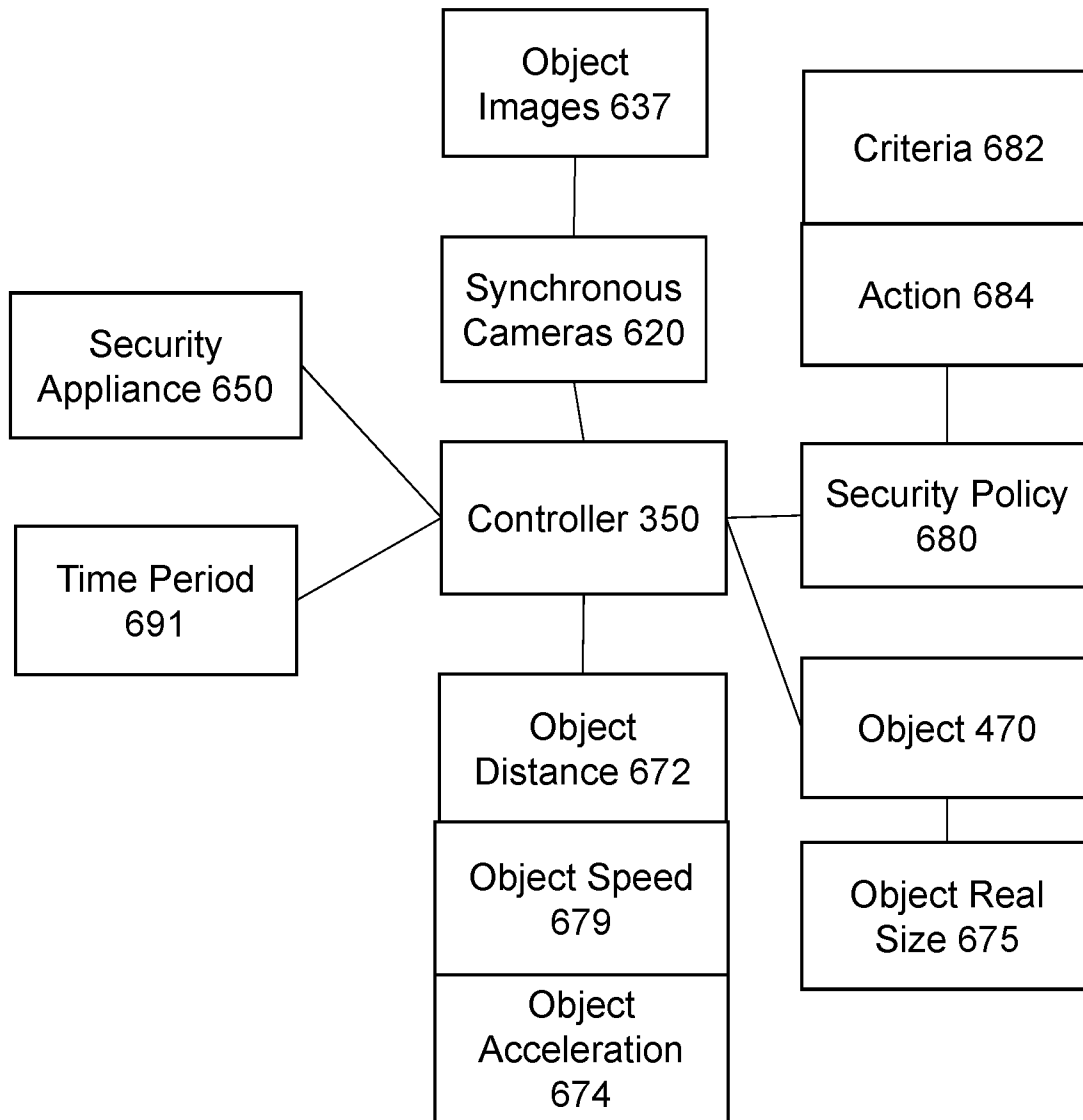 Object
Images 637
Criteria 682
Synchronous
Cameras 620
Action 684
Security
Appliance 650
Controller 350
Security Policy
680
Time Period
691
Object
Distance 672
Object 470
Object Speed
679
Object Real
Size 675
Object
Acceleration
674